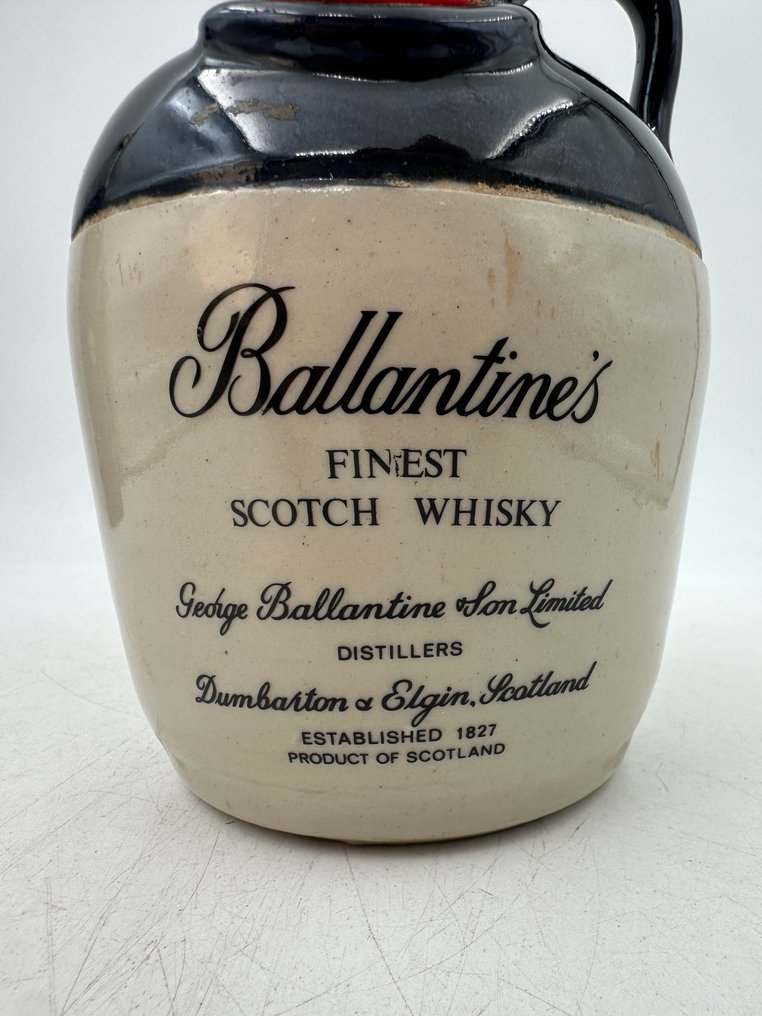 Ballantine's
FINEST
SCOTCH WHISKY
George Ballantine & Son Limited
DISTILLERS
Dumbarton & Elgin, Scotland
ESTABLISHED 1827
PRODUCT OF SCOTLAND